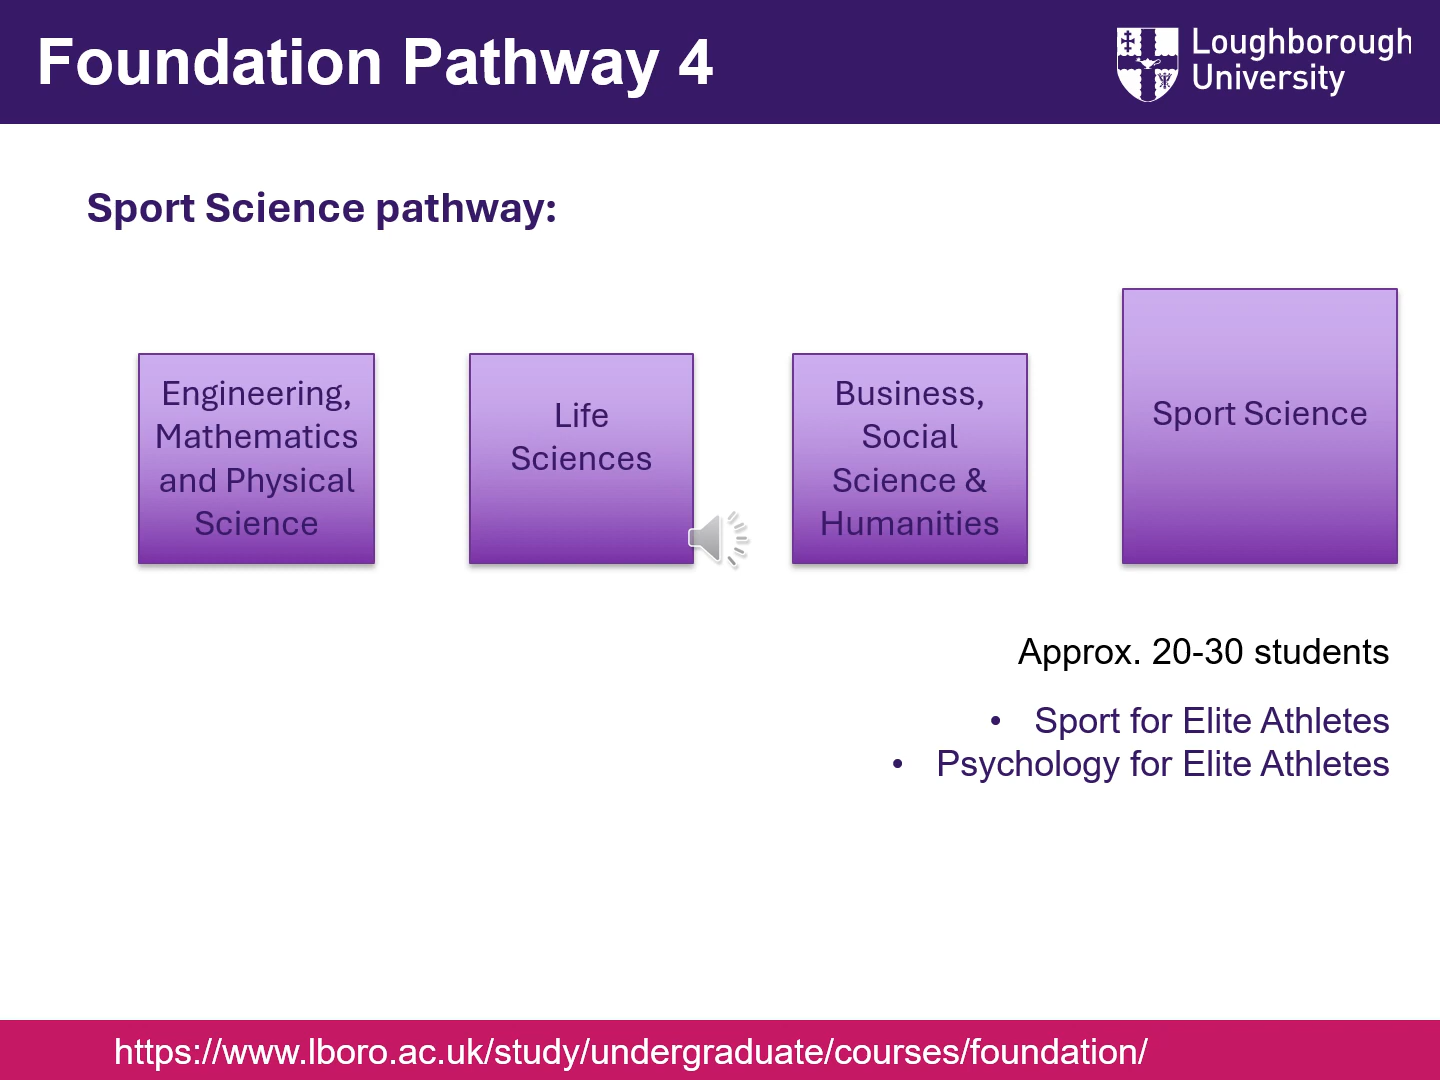 Foundation Pathway 4
Loughborough
University
Sport Science pathway:
Engineering,
Mathematics
and Physical
Science
Life
Sciences
Business,
Social
Science &
Humanities
Sport Science
Approx. 20-30 students
• Sport for Elite Athletes
• Psychology for Elite Athletes
https://www.lboro.ac.uk/study/undergraduate/courses/foundation/